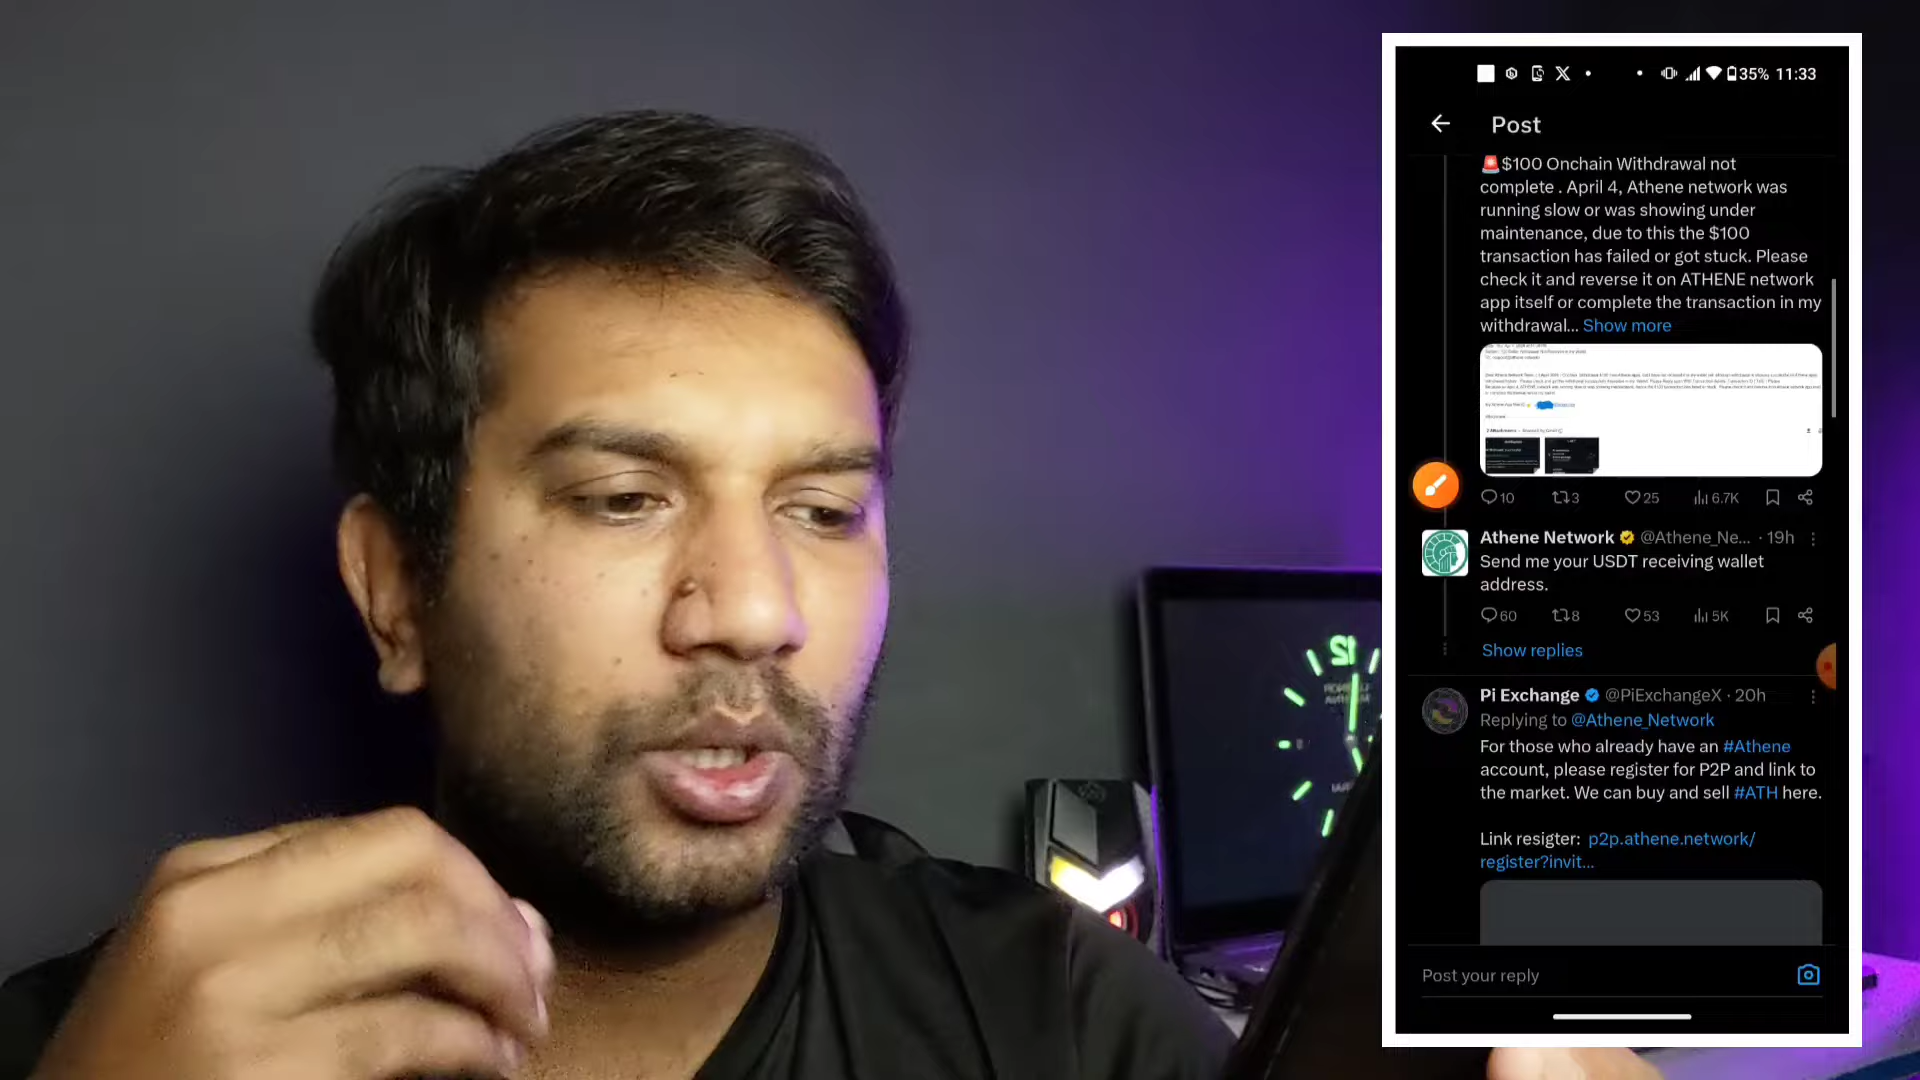 35% 11:33
Post
$100 Onchain Withdrawal not
complete . April 4, Athene network was
running slow or was showing under
maintenance, due to this the $100
transaction has failed or got stuck. Please
check it and reverse it on ATHENE network
app itself or complete the transaction in my
withdrawal... Show more
10 3 25 6.7K
Athene Network @Athene_Ne... · 19h
Send me your USDT receiving wallet
address.
60 8 53 5K
Show replies
Pi Exchange @PiExchangeX · 20h
Replying to @Athene_Network
For those who already have an #Athene
account, please register for P2P and link to
the market. We can buy and sell #ATH here.
Link resigter: p2p.athene.network/
register?invit...
Post your reply
12